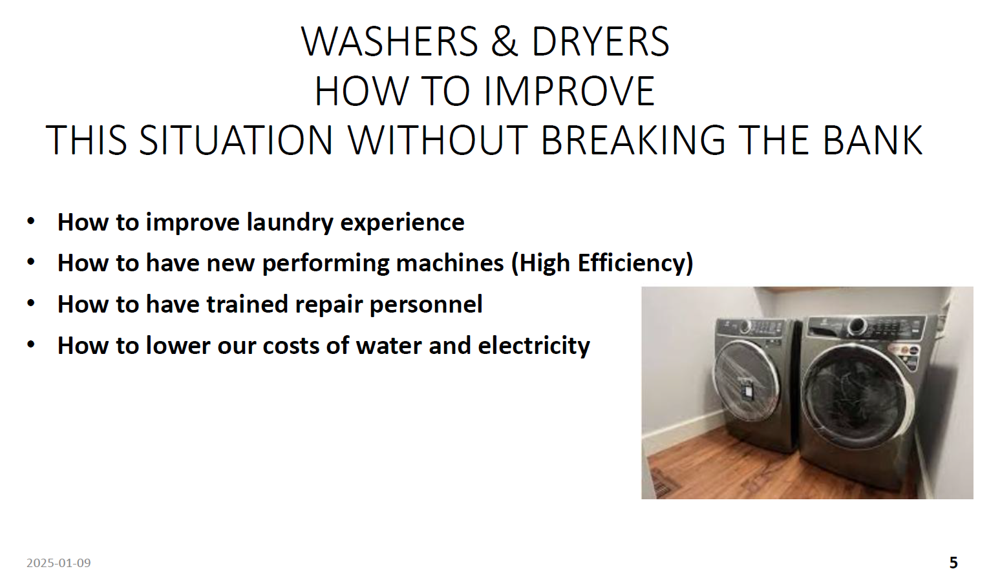 WASHERS & DRYERS
HOW TO IMPROVE
THIS SITUATION WITHOUT BREAKING THE BANK
• How to improve laundry experience
• How to have new performing machines (High Efficiency)
• How to have trained repair personnel
• How to lower our costs of water and electricity
2025-01-09
5